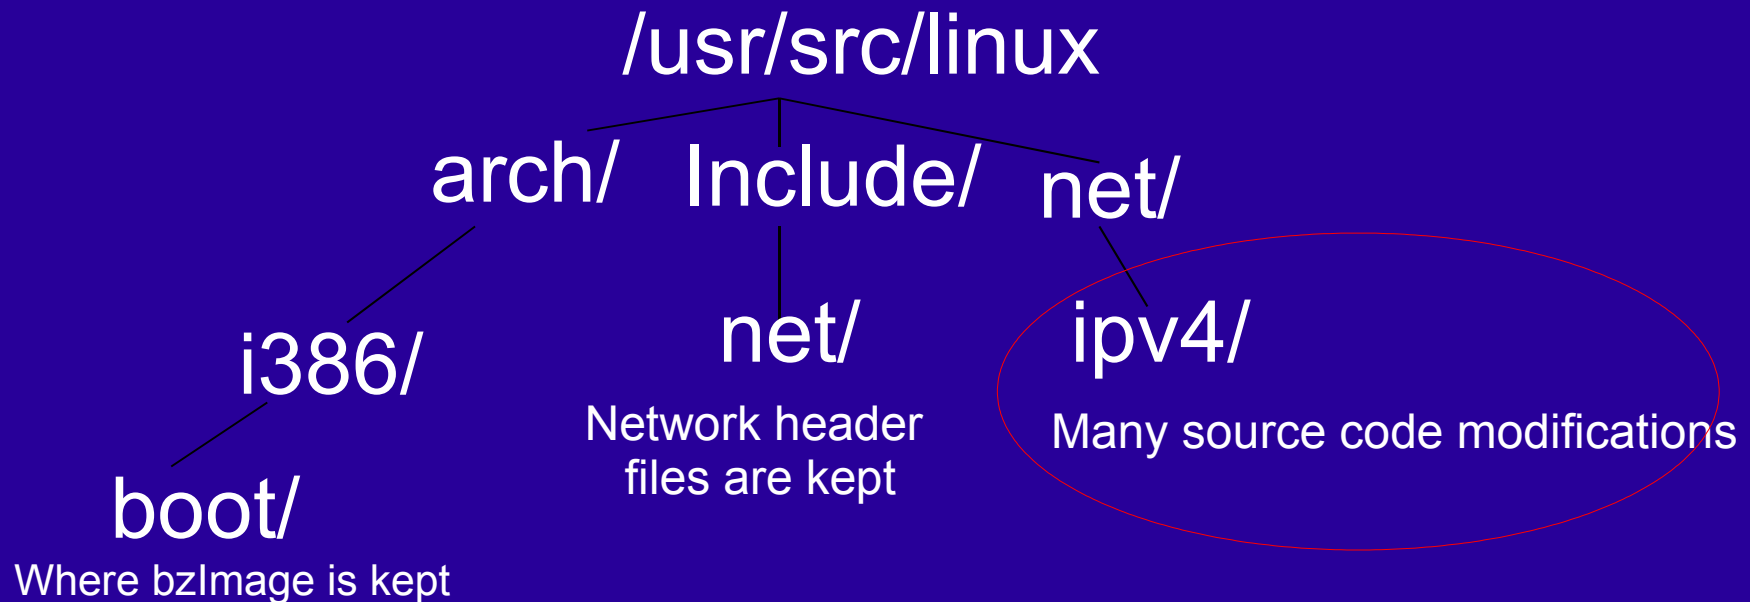 /usr/src/linux
arch/ Include/ net/
i386/ net/ ipv4/
Network header
files are kept
Many source code modifications
boot/
Where bzImage is kept